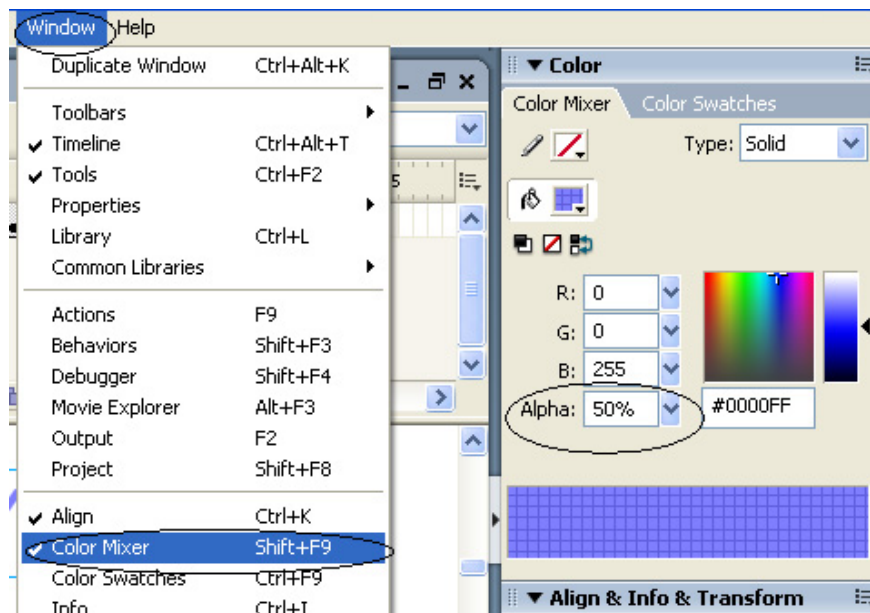 Window Help
Duplicate Window Ctrl+Alt+K
Toolbars
Timeline Ctrl+Alt+T
Tools Ctrl+F2
Properties
Library Ctrl+L
Common Libraries
Actions F9
Behaviors Shift+F3
Debugger Shift+F4
Movie Explorer Alt+F3
Output F2
Project Shift+F8
Align Ctrl+K
Color Mixer Shift+F9
Color Swatches Ctrl+F9
Info Ctrl+I
5
Color
Color Mixer Color Swatches
Type: Solid
R: 0
G: 0
B: 255
Alpha: 50% #0000FF
Align & Info & Transform